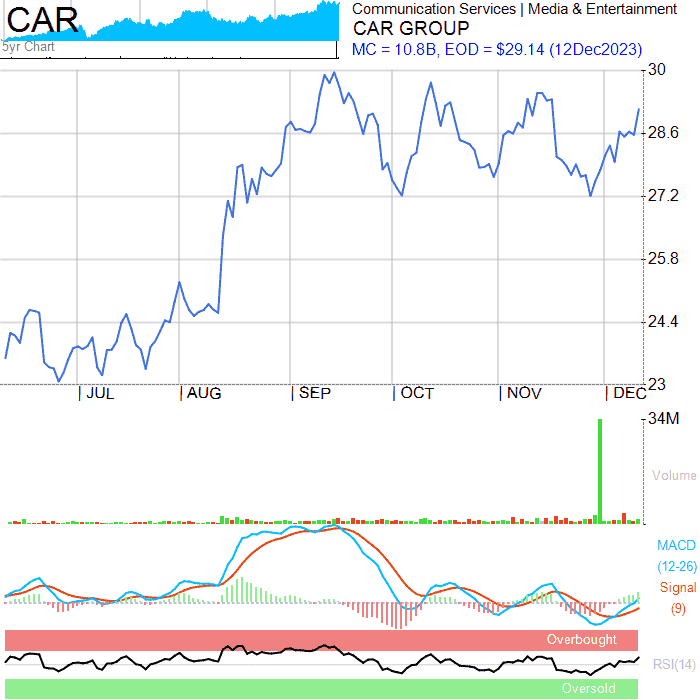 CAR
5yr Chart
Communication Services | Media & Entertainment
CAR GROUP
MC = 10.8B, EOD = $29.14 (12Dec2023)
30
28.6
27.2
25.8
24.4
23
| JUL | AUG | SEP | OCT | NOV | DEC
34M
Volume
MACD
(12-26)
Signal
(9)
Overbought
RSI(14)
Oversold